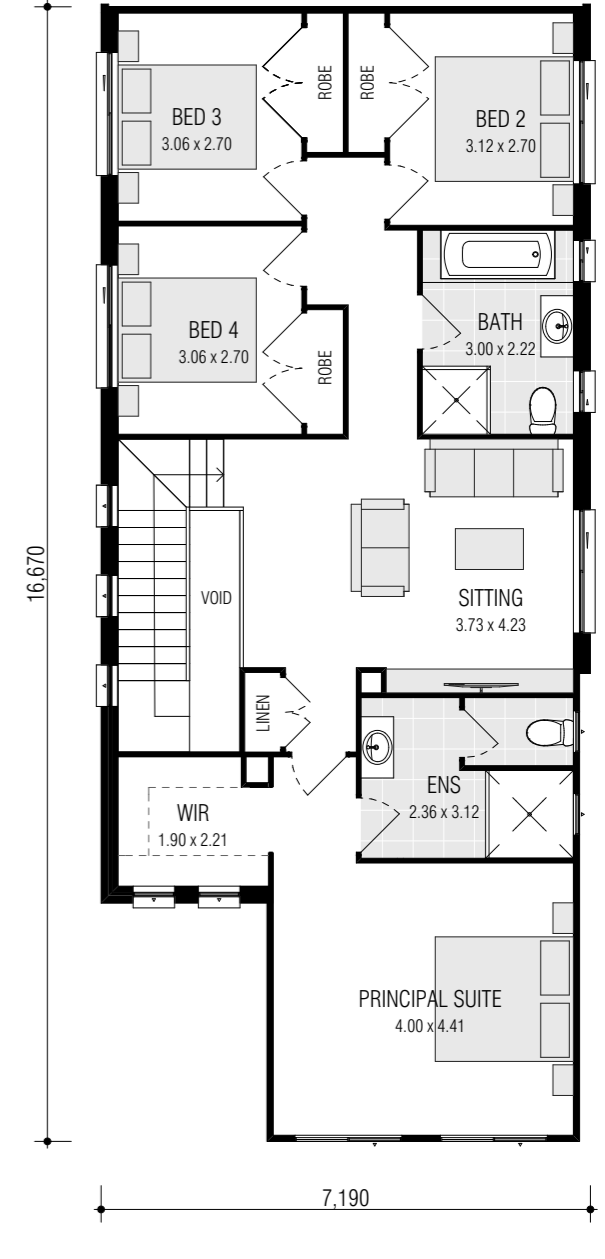 BED 3
3.06 x 2.70
ROBE
ROBE
BED 2
3.12 x 2.70
BED 4
3.06 x 2.70
ROBE
BATH
3.00 x 2.22
16,670
VOID
SITTING
3.73 x 4.23
LINEN
WIR
1.90 x 2.21
ENS
2.36 x 3.12
PRINCIPAL SUITE
4.00 x 4.41
7,190